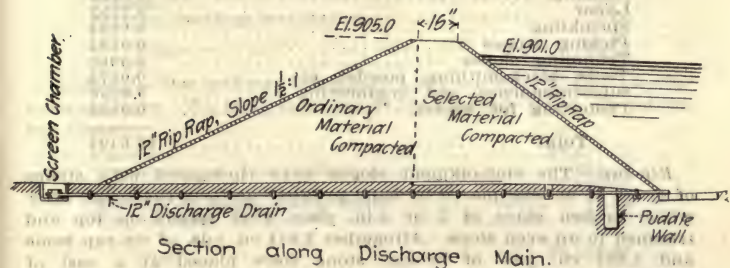 El.905.0
15"
El.901.0
12" Rip Rap, Slope 1½:1
Ordinary
Material
Compacted
Selected
Material
Compacted
12" Rip Rap
Screen Chamber
12" Discharge Drain
Puddle
Wall
Section along Discharge Main.